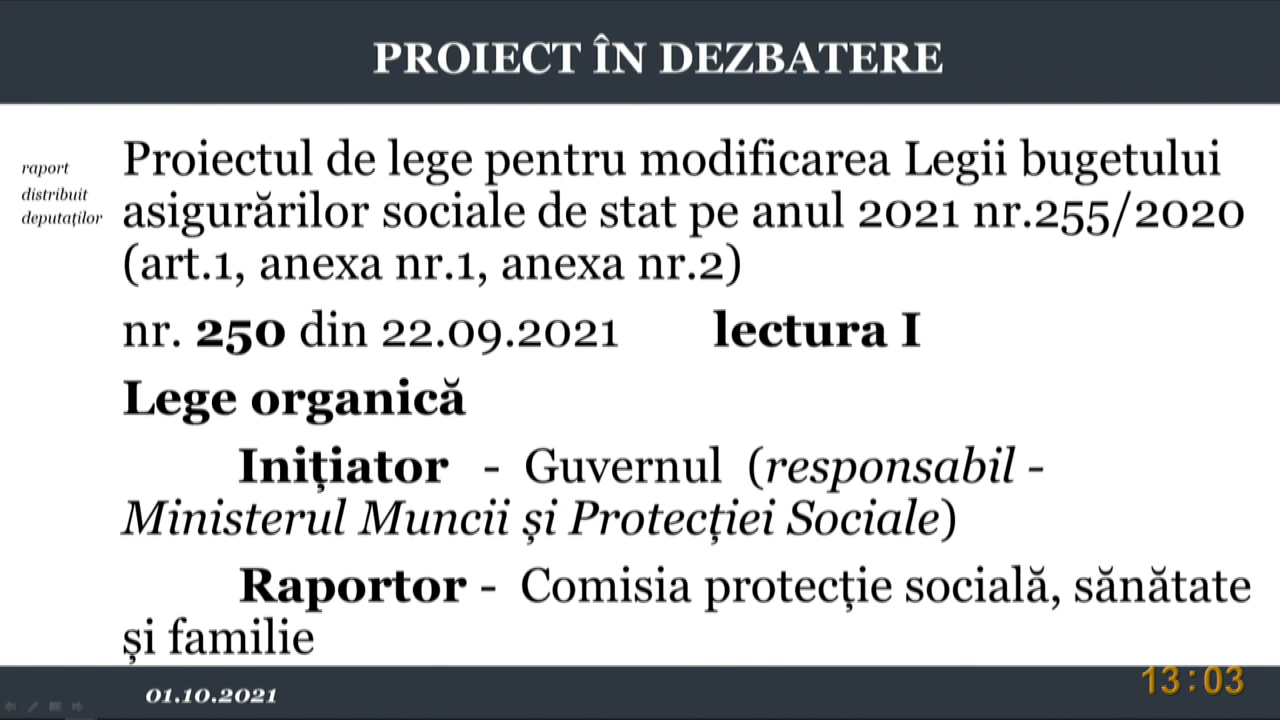 PROIECT ÎN DEZBATERE
raport
distribuit
deputaților
Proiectul de lege pentru modificarea Legii bugetului
asigurărilor sociale de stat pe anul 2021 nr.255/2020
(art.1, anexa nr.1, anexa nr.2)
nr. 250 din 22.09.2021 lectura I
Lege organică
Inițiator - Guvernul (responsabil -
Ministerul Muncii și Protecției Sociale)
Raportor - Comisia protecție socială, sănătate
și familie
01.10.2021
13:03